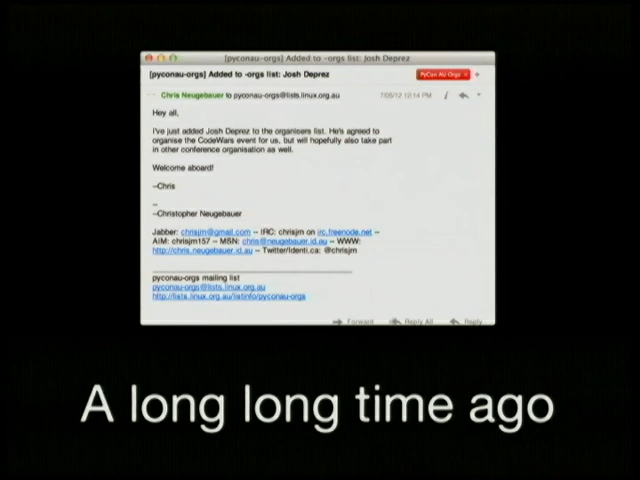 [pyconau-orgs] Added to -orgs list: Josh Deprez
[pyconau-orgs] Added to -orgs list: Josh Deprez
PyCon AU Orgs
Chris Neugebauer to pyconau-orgs@lists.linux.org.au
7/05/12 12:14 PM
Hey all,
I've just added Josh Deprez to the organisers list. He's agreed to
organise the CodeWars event for us, but will hopefully also take part
in other conference organisation as well.
Welcome aboard!
--Chris
--
--Christopher Neugebauer
Jabber: chrisjrn@gmail.com -- IRC: chrisjrn on irc.freenode.net --
AIM: chrisjrn157 -- MSN: chris@neugebauer.id.au -- WWW:
http://chris.neugebauer.id.au -- Twitter/Identi.ca: @chrisjrn
pyconau-orgs mailing list
pyconau-orgs@lists.linux.org.au
http://lists.linux.org.au/listinfo/pyconau-orgs
Forward Reply All Reply
A long long time ago